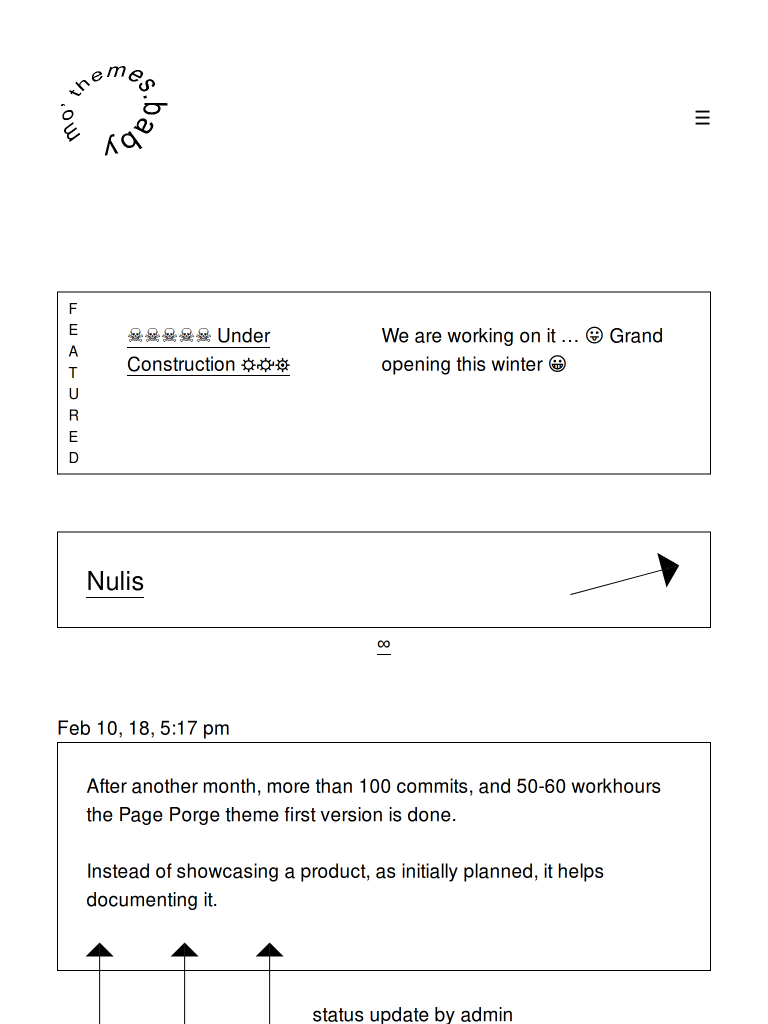 mo’ themes.baby
☰
FEATURED
☠☠☠☠☠ Under
Construction ⛭⛮⛯
We are working on it … 😛 Grand
opening this winter 😀
Nulis
∞
Feb 10, 18, 5:17 pm
After another month, more than 100 commits, and 50-60 workhours
the Page Porge theme first version is done.
Instead of showcasing a product, as initially planned, it helps
documenting it.
status update by admin